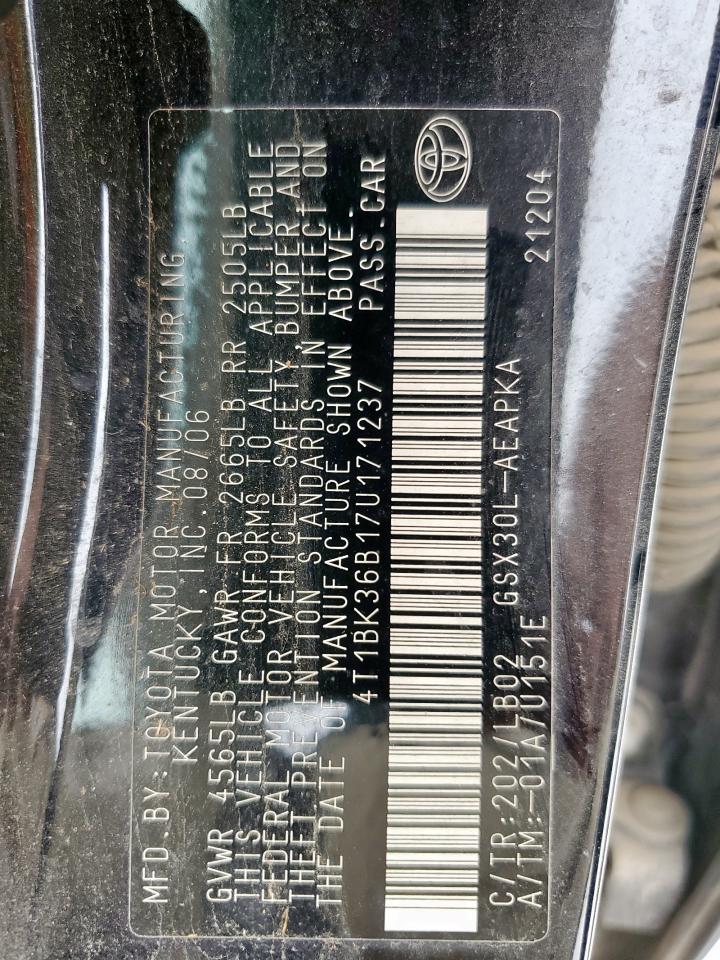 MFD.BY:TOYOTA MOTOR MANUFACTURING,
KENTUCKY, INC.08/06
GVWR 4565LB GAWR FR 2665LB RR 2505LB
THIS VEHICLE CONFORMS TO ALL APPLICABLE
FEDERAL MOTOR VEHICLE SAFETY, BUMPER,AND
THEFT PREVENTION STANDARDS IN EFFECT ON
THE DATE OF MANUFACTURE SHOWN ABOVE.
4T1BK36B17U171237 PASS.CAR
C/TR:202/LB02 GSX30L-AEAPKA 21204
A/TM:-01A/U151E